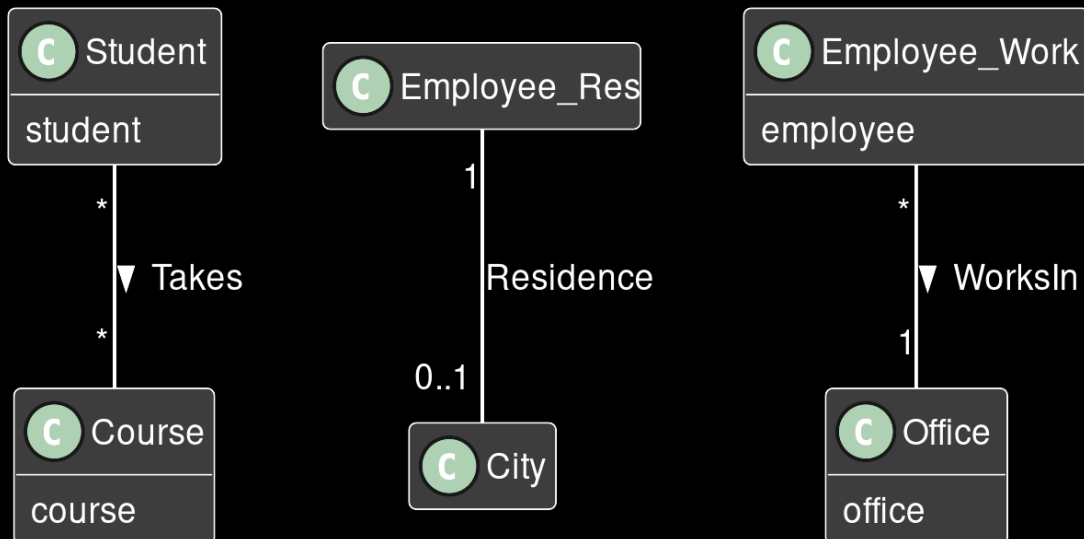 C Student
student
*
Takes
*
C Course
course
C Employee_Res
1
Residence
0..1
C City
C Employee_Work
employee
*
WorksIn
1
C Office
office